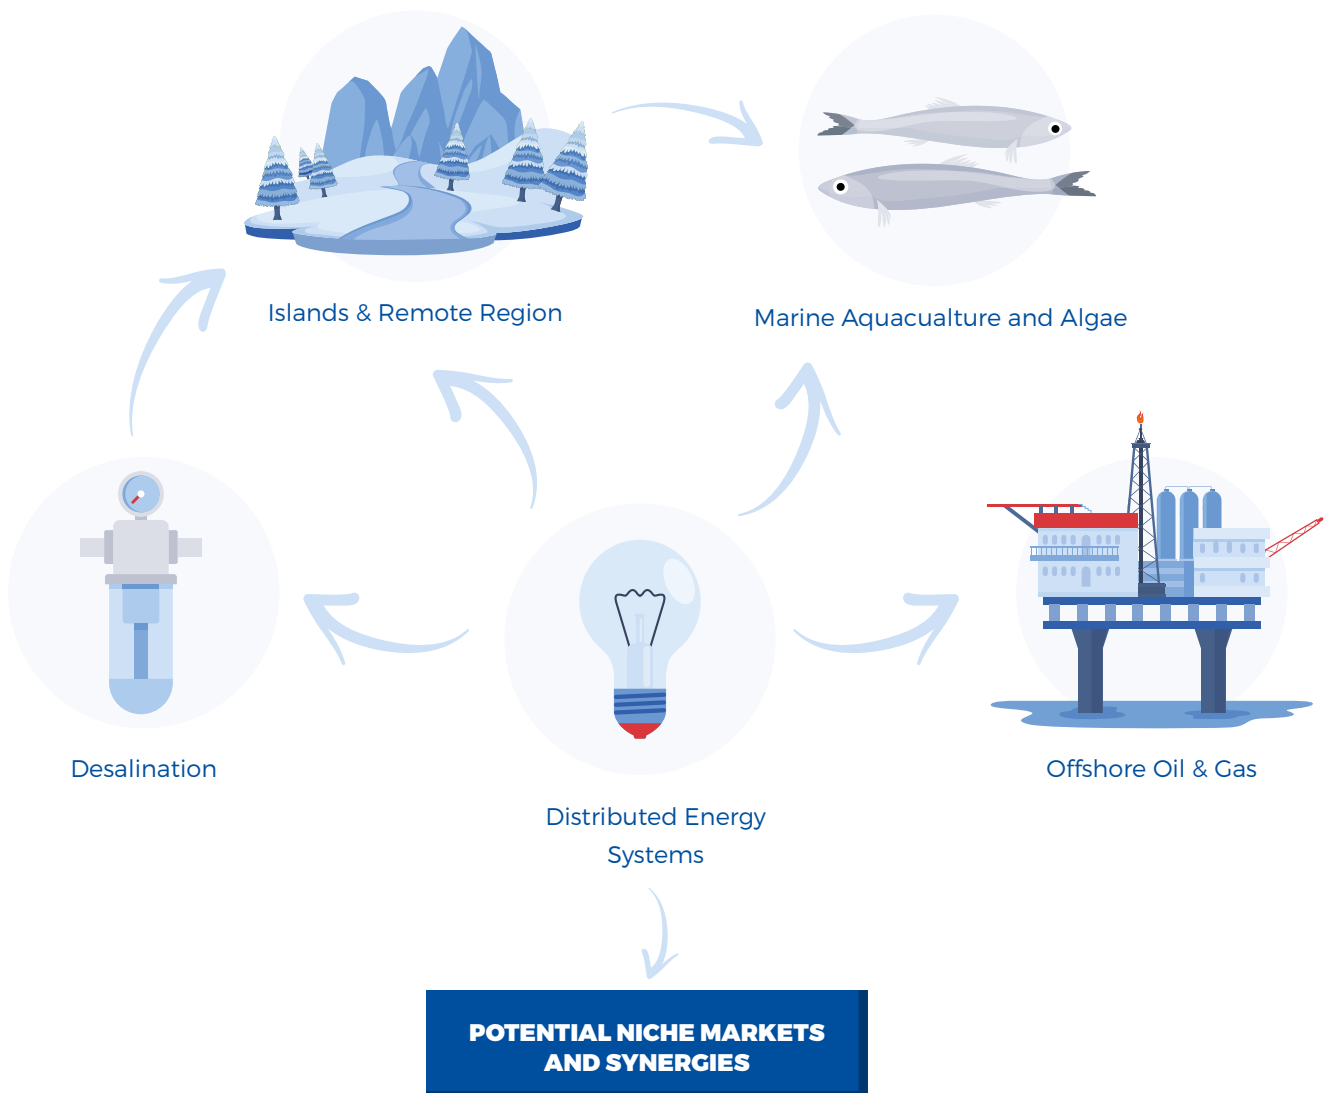 Islands & Remote Region
Marine Aquacualture and Algae
Desalination
Offshore Oil & Gas
Distributed Energy
Systems
POTENTIAL NICHE MARKETS
AND SYNERGIES